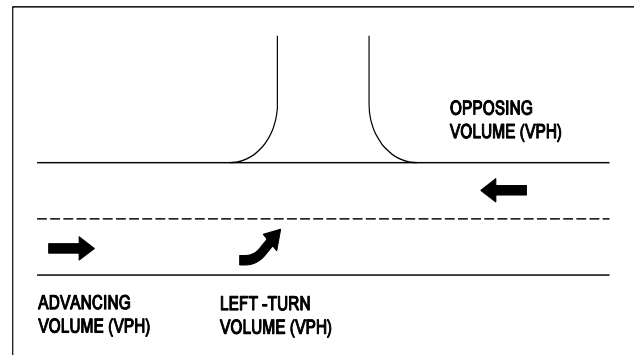 OPPOSING
VOLUME (VPH)
ADVANCING
VOLUME (VPH)
LEFT -TURN
VOLUME (VPH)